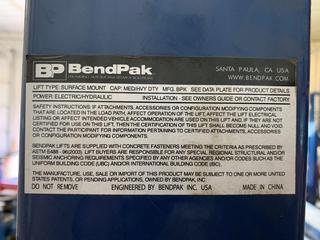 BP BendPak
SANTA PAULA, CA USA
WWW.BENDPAK.COM
LIFT TYPE: SURFACE MOUNT CAP: MED/HVY DTY MFG. BPK SEE DATA PLATE FOR PRODUCT DETAILS
POWER: ELECTRIC/HYDRAULIC INSTALLATION - SEE OWNERS GUIDE OR CONTACT FACTORY
SAFETY INSTRUCTIONS: IF ATTACHMENTS, ACCESSORIES OR CONFIGURATION MODIFYING COMPONENTS
THAT ARE LOCATED IN THE LOAD PATH, AFFECT OPERATION OF THE LIFT, AFFECT THE LIFT ELECTRICAL
LISTING OR AFFECT INTENDED VEHICLE ACCOMMODATION ARE USED ON THIS LIFT AND, IF THEY ARE NOT
CERTIFIED FOR USE ON THIS LIFT, THEN THE CERTIFICATION OF THIS LIFT SHALL BECOME NULL AND VOID.
CONTACT THE PARTICIPANT FOR INFORMATION PERTAINING TO CERTIFIED ATTACHMENTS, ACCESSORIES
OR CONFIGURATION MODIFYING COMPONENTS.
BENDPAK LIFTS ARE SUPPLIED WITH CONCRETE FASTENERS MEETING THE CRITERIA AS PRESCRIBED BY
ASTM E488 - 96(2003). LIFT BUYERS ARE RESPONSIBLE FOR ANY SPECIAL REGIONAL STRUCTURAL AND/OR
SEISMIC ANCHORING REQUIREMENTS SPECIFIED BY ANY OTHER AGENCIES AND/OR CODES SUCH AS THE
UNIFORM BUILDING CODE (UBC) AND/OR INTERNATIONAL BUILDING CODE (IBC).
THE MANUFACTURE, USE, SALE OR IMPORT OF THIS PRODUCT MAY BE SUBJECT TO ONE OR MORE UNITED
STATES PATENTS, OR PENDING APPLICATIONS, OWNED BY BENDPAK, INC.
DO NOT REMOVE ENGINEERED BY BENDPAK INC. USA MADE IN CHINA